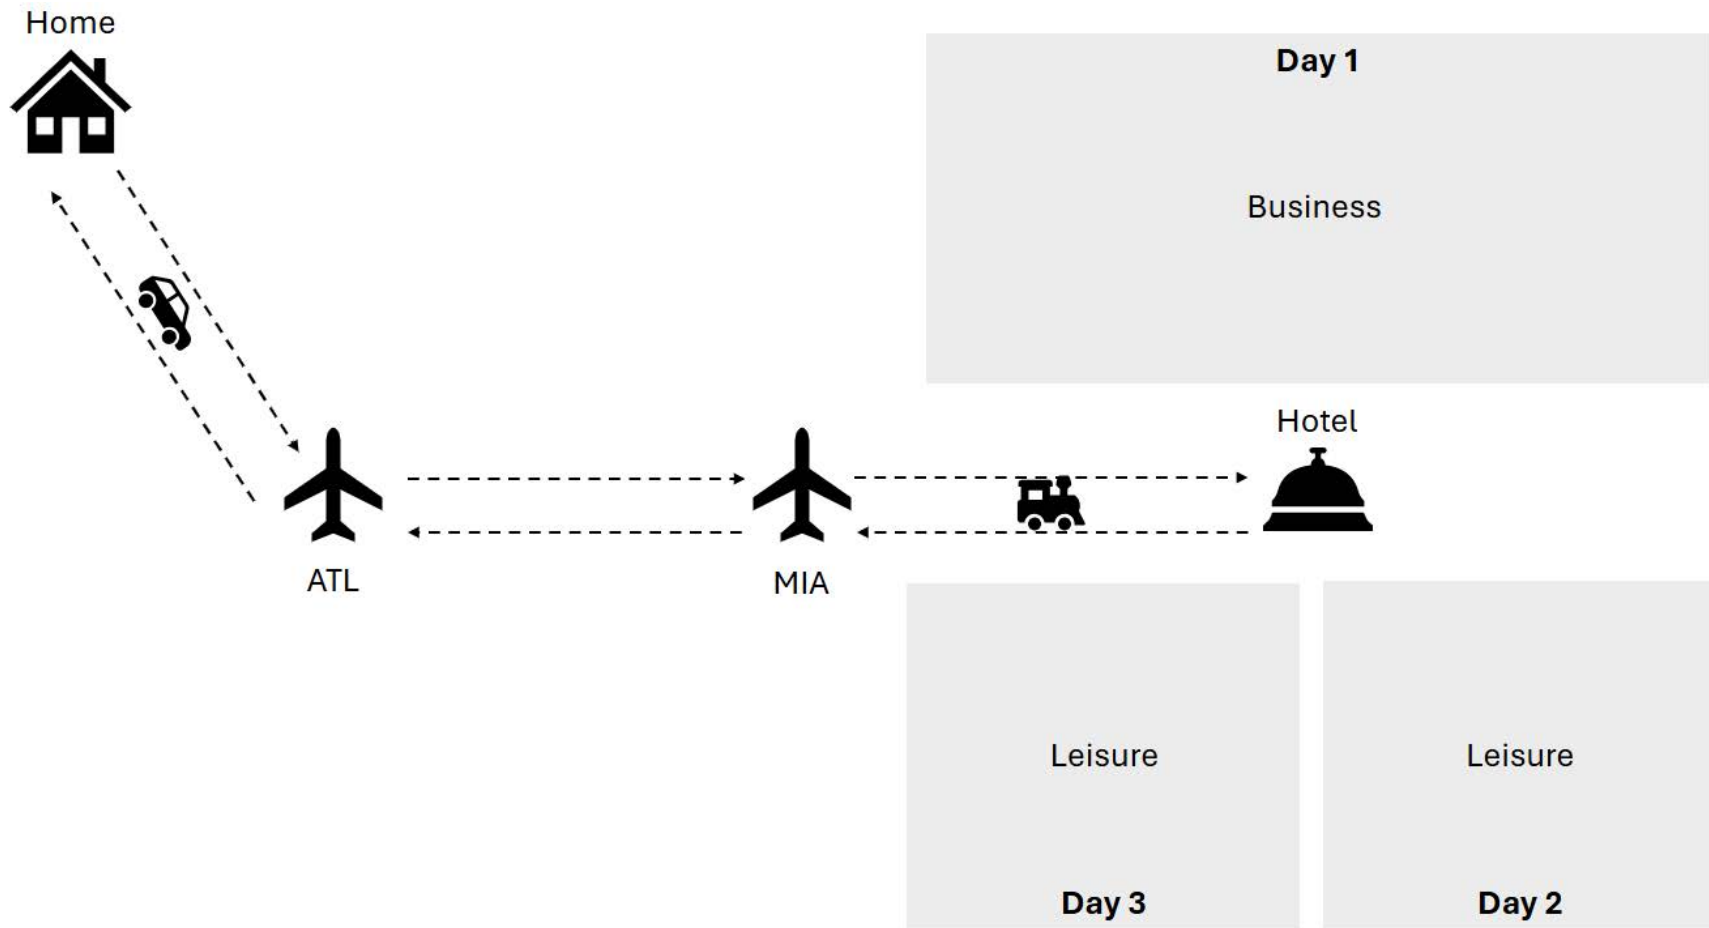 Home
Day 1
Business
Hotel
ATL
MIA
Leisure
Leisure
Day 3
Day 2